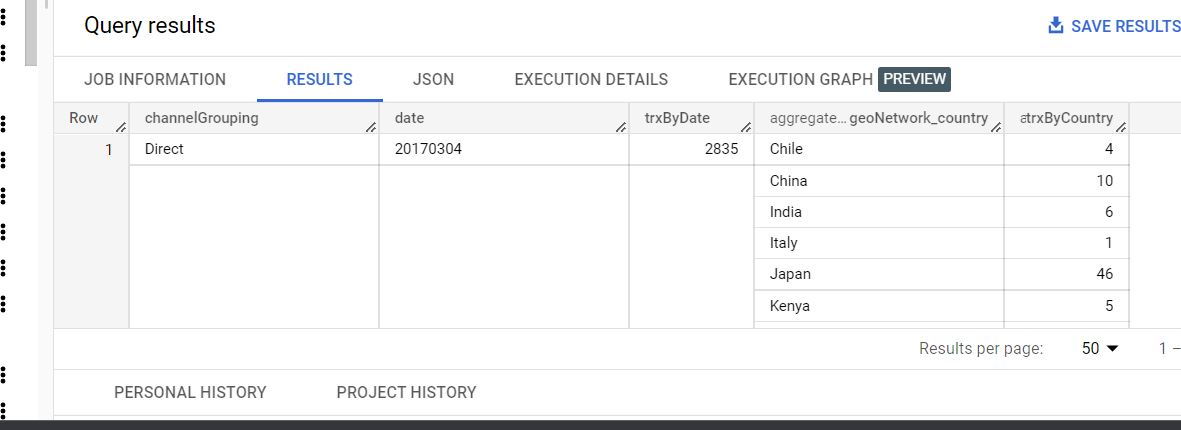 Query results
SAVE RESULTS
JOB INFORMATION RESULTS JSON EXECUTION DETAILS EXECUTION GRAPH PREVIEW
Row channelGrouping date trxByDate aggregate... geoNetwork_country atrxByCountry
1 Direct 20170304 2835 Chile 4
China 10
India 6
Italy 1
Japan 46
Kenya 5
Results per page: 50 1 –
PERSONAL HISTORY PROJECT HISTORY